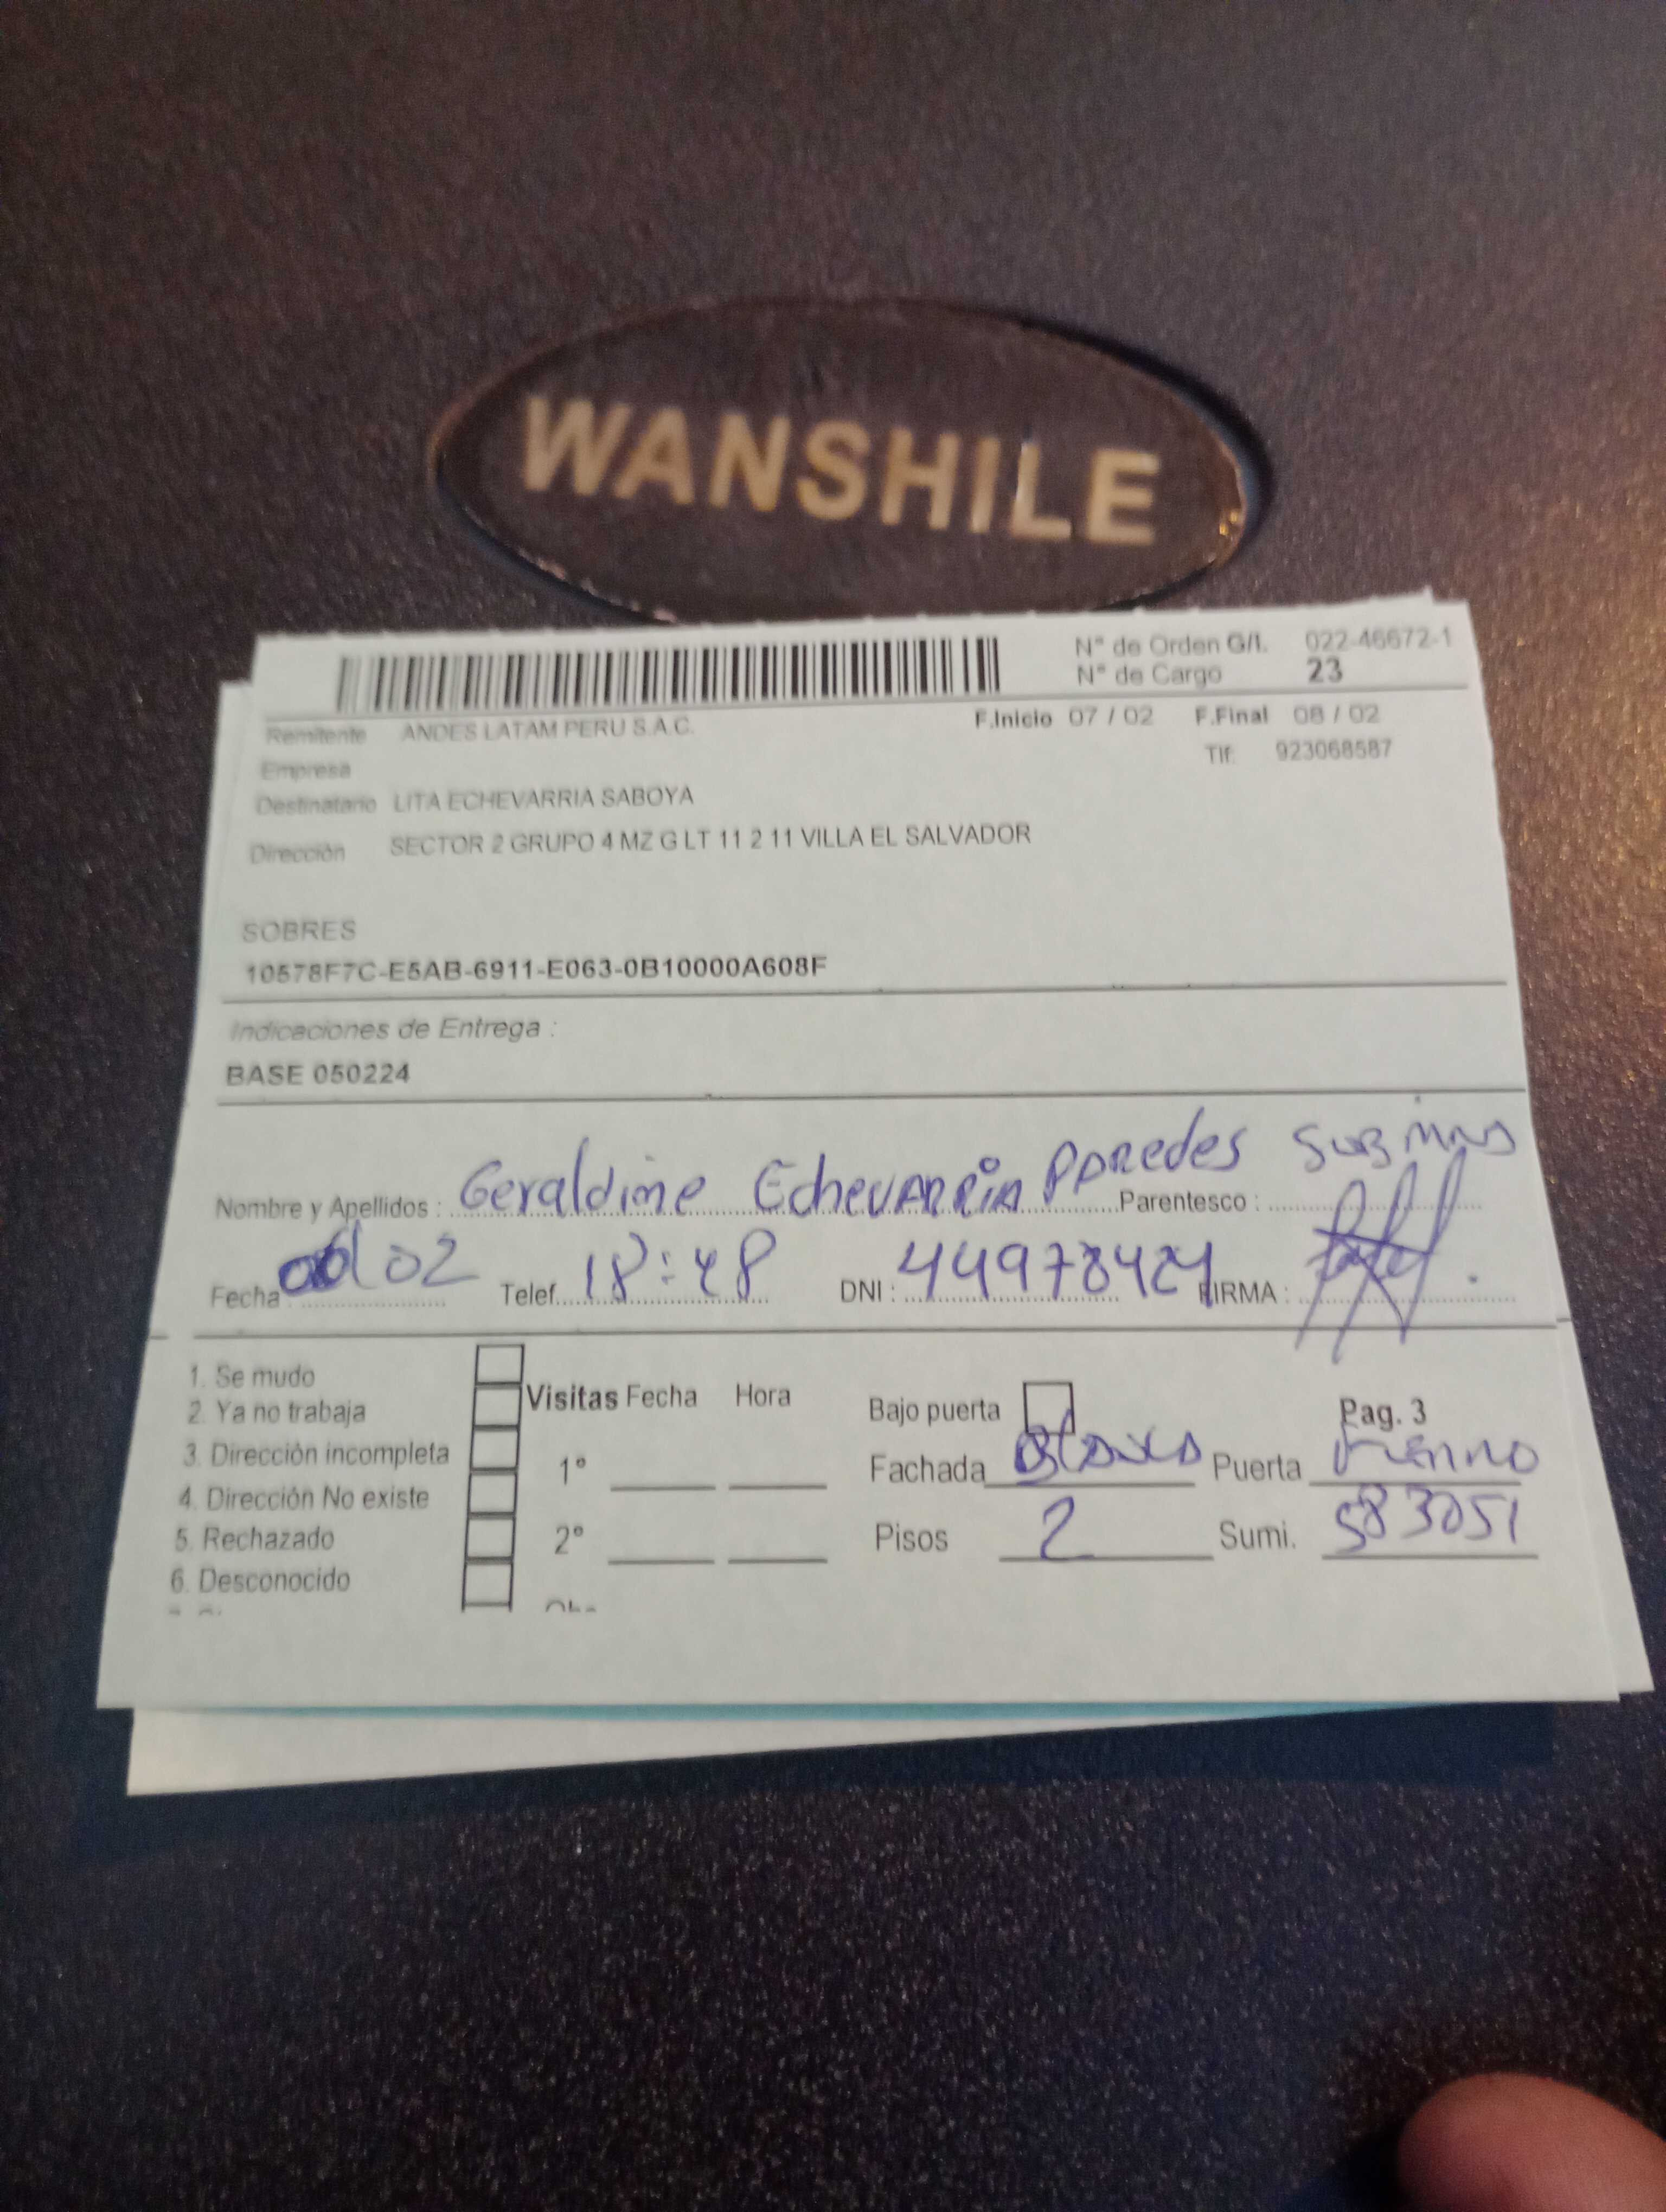 WANSHILE
N° de Orden G/I. 022-46672-1
N° de Cargo 23
Remitente ANDES LATAM PERU S.A.C. F.Inicio 07 / 02 F.Final 08 / 02
Empresa Tlf. 923068587
Destinatario LITA ECHEVARRIA SABOYA
Dirección SECTOR 2 GRUPO 4 MZ G LT 11 2 11 VILLA EL SALVADOR
SOBRES
10578F7C-E5AB-6911-E063-0B10000A608F
Indicaciones de Entrega :
BASE 050224
Nombre y Apellidos : Geraldine Echevarria Paredes Parentesco :
Fecha : 02 Telef. 18:48 DNI : FIRMA :
1. Se mudo
2. Ya no trabaja
3. Dirección incompleta
4. Dirección No existe
5. Rechazado
6. Desconocido
Visitas Fecha Hora
1°
2°
Bajo puerta Pag. 3
Fachada Blanco Puerta Fierro
Pisos 2 Sumi. 583051